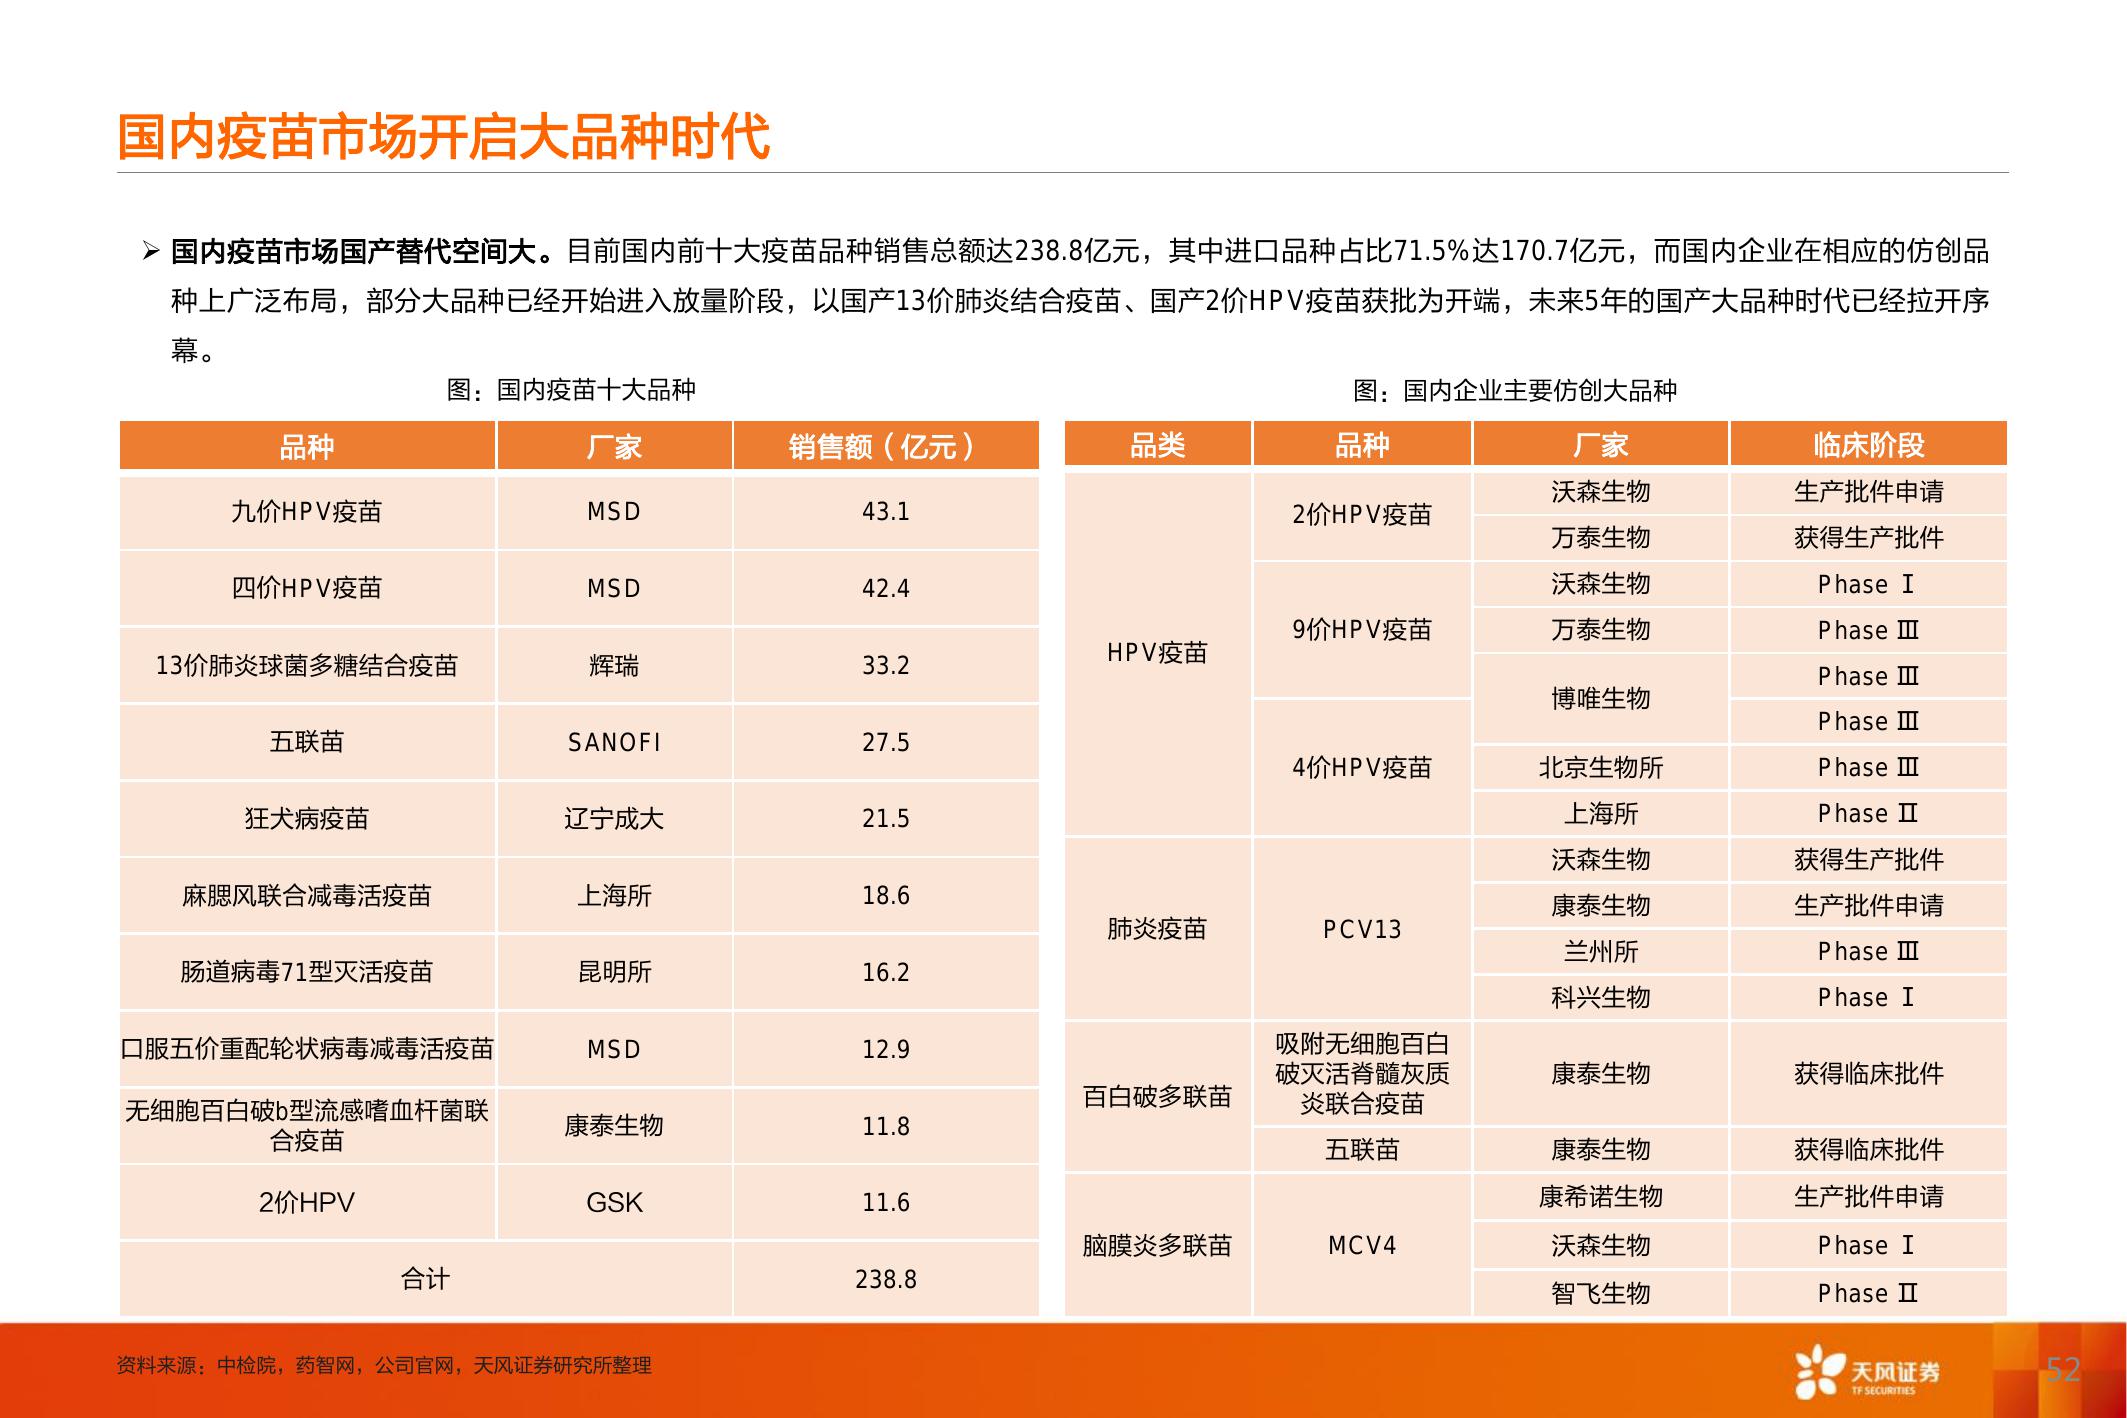 国内疫苗市场开启大品种时代
➢ 国内疫苗市场国产替代空间大。目前国内前十大疫苗品种销售总额达238.8亿元，其中进口品种占比71.5%达170.7亿元，而国内企业在相应的仿创品
种上广泛布局，部分大品种已经开始进入放量阶段，以国产13价肺炎结合疫苗、国产2价HPV疫苗获批为开端，未来5年的国产大品种时代已经拉开序
幕。
图：国内疫苗十大品种
品种 厂家 销售额（亿元）
九价HPV疫苗 MSD 43.1
四价HPV疫苗 MSD 42.4
13价肺炎球菌多糖结合疫苗 辉瑞 33.2
五联苗 SANOFI 27.5
狂犬病疫苗 辽宁成大 21.5
麻腮风联合减毒活疫苗 上海所 18.6
肠道病毒71型灭活疫苗 昆明所 16.2
口服五价重配轮状病毒减毒活疫苗 MSD 12.9
无细胞百白破b型流感嗜血杆菌联
合疫苗 康泰生物 11.8
2价HPV GSK 11.6
合计 238.8
图：国内企业主要仿创大品种
品类 品种 厂家 临床阶段
HPV疫苗 2价HPV疫苗 沃森生物 生产批件申请
万泰生物 获得生产批件
9价HPV疫苗 沃森生物 Phase Ⅰ
万泰生物 Phase Ⅲ
博唯生物 Phase Ⅲ
4价HPV疫苗 Phase Ⅲ
北京生物所 Phase Ⅲ
上海所 Phase Ⅱ
肺炎疫苗 PCV13 沃森生物 获得生产批件
康泰生物 生产批件申请
兰州所 Phase Ⅲ
科兴生物 Phase Ⅰ
百白破多联苗 吸附无细胞百白
破灭活脊髓灰质
炎联合疫苗 康泰生物 获得临床批件
五联苗 康泰生物 获得临床批件
脑膜炎多联苗 MCV4 康希诺生物 生产批件申请
沃森生物 Phase Ⅰ
智飞生物 Phase Ⅱ
资料来源：中检院，药智网，公司官网，天风证券研究所整理
天风证券
TF SECURITIES
52